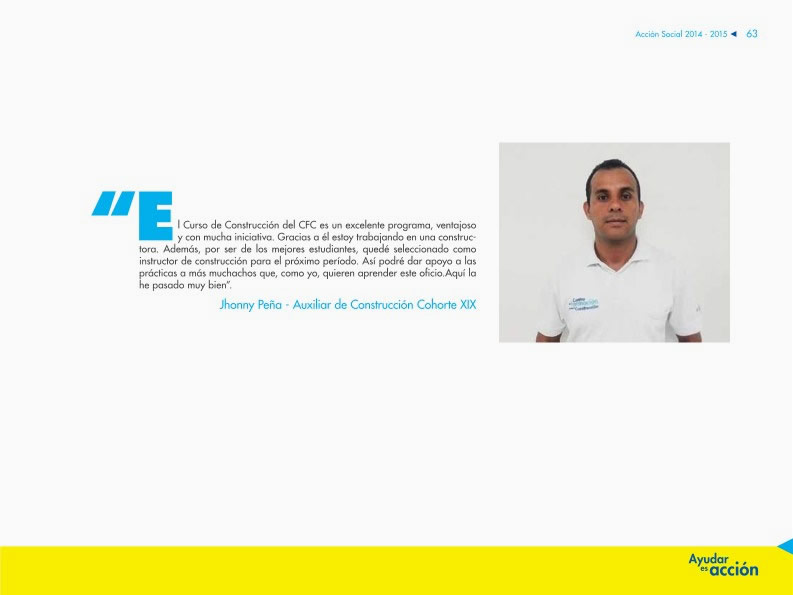 Acción Social 2014 - 2015 ◀ 63
“El Curso de Construcción del CFC es un excelente programa, ventajoso
y con mucha iniciativa. Gracias a él estoy trabajando en una construc-
tora. Además, por ser de los mejores estudiantes, quedé seleccionado como
instructor de construcción para el próximo período. Así podré dar apoyo a las
prácticas a más muchachos que, como yo, quieren aprender este oficio.Aquí la
he pasado muy bien”.
Jhonny Peña - Auxiliar de Construcción Cohorte XIX
Ayudar
es acción